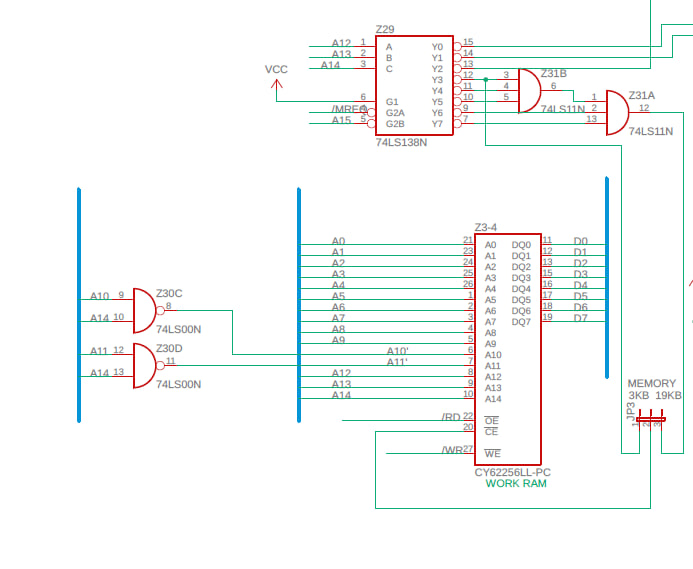 Z29
A12 1 A Y0 15
A13 2 B Y1 14
A14 3 C Y2 13
VCC
Y3 12 3 Z31B
Y4 11 4 6
6 G1 Y5 10 5 74LS11N
/MREQ 4 G2A Y6 9
A15 5 G2B Y7 7
74LS138N
Z31A
1 12
2
13
74LS11N
Z3-4
A0 21 A0 DQ0 11 D0
A1 23 A1 DQ1 12 D1
A2 24 A2 DQ2 13 D2
A3 25 A3 DQ3 15 D3
A4 26 A4 DQ4 16 D4
A5 1 A5 DQ5 17 D5
A6 2 A6 DQ6 18 D6
A7 3 A7 DQ7 19 D7
A8 4 A8
A9 5 A9
A10' 6 A10
A11' 7 A11
A12 8 A12
A13 9 A13
A14 10 A14
/RD 22 OE
20 CE
/WR 27 WE
CY62256LL-PC
WORK RAM
Z30C
A10 9 8
A14 10
74LS00N
Z30D
A11 12 11
A14 13
74LS00N
MEMORY
3KB 19KB
JP3
1 2 3